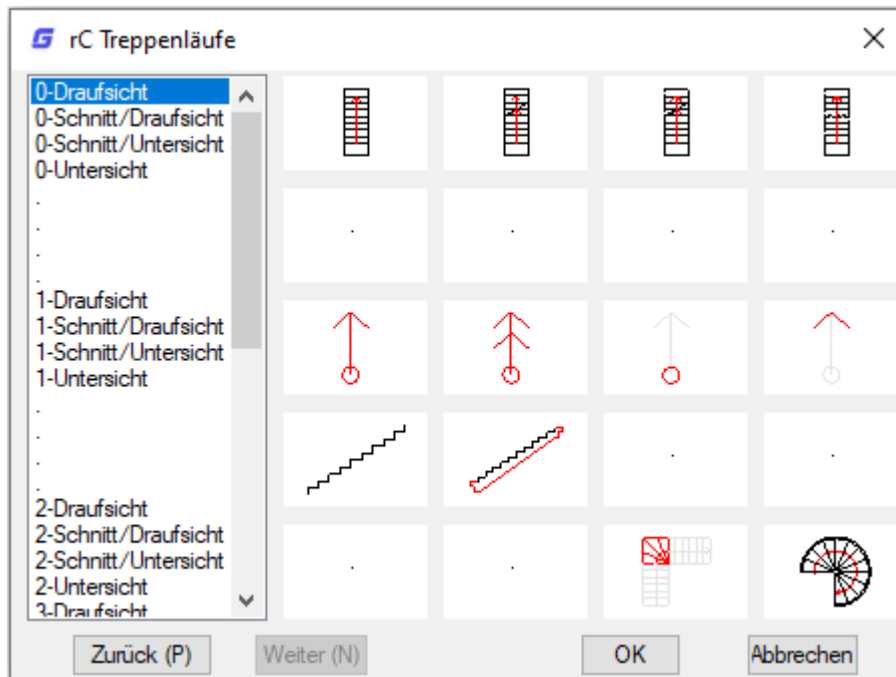 rC Treppenläufe
0-Draufsicht
0-Schnitt/Draufsicht
0-Schnitt/Untersicht
0-Untersicht
.
.
.
.
1-Draufsicht
1-Schnitt/Draufsicht
1-Schnitt/Untersicht
1-Untersicht
.
.
.
.
2-Draufsicht
2-Schnitt/Draufsicht
2-Schnitt/Untersicht
2-Untersicht
3-Draufsicht
Zurück (P)
Weiter (N)
OK
Abbrechen